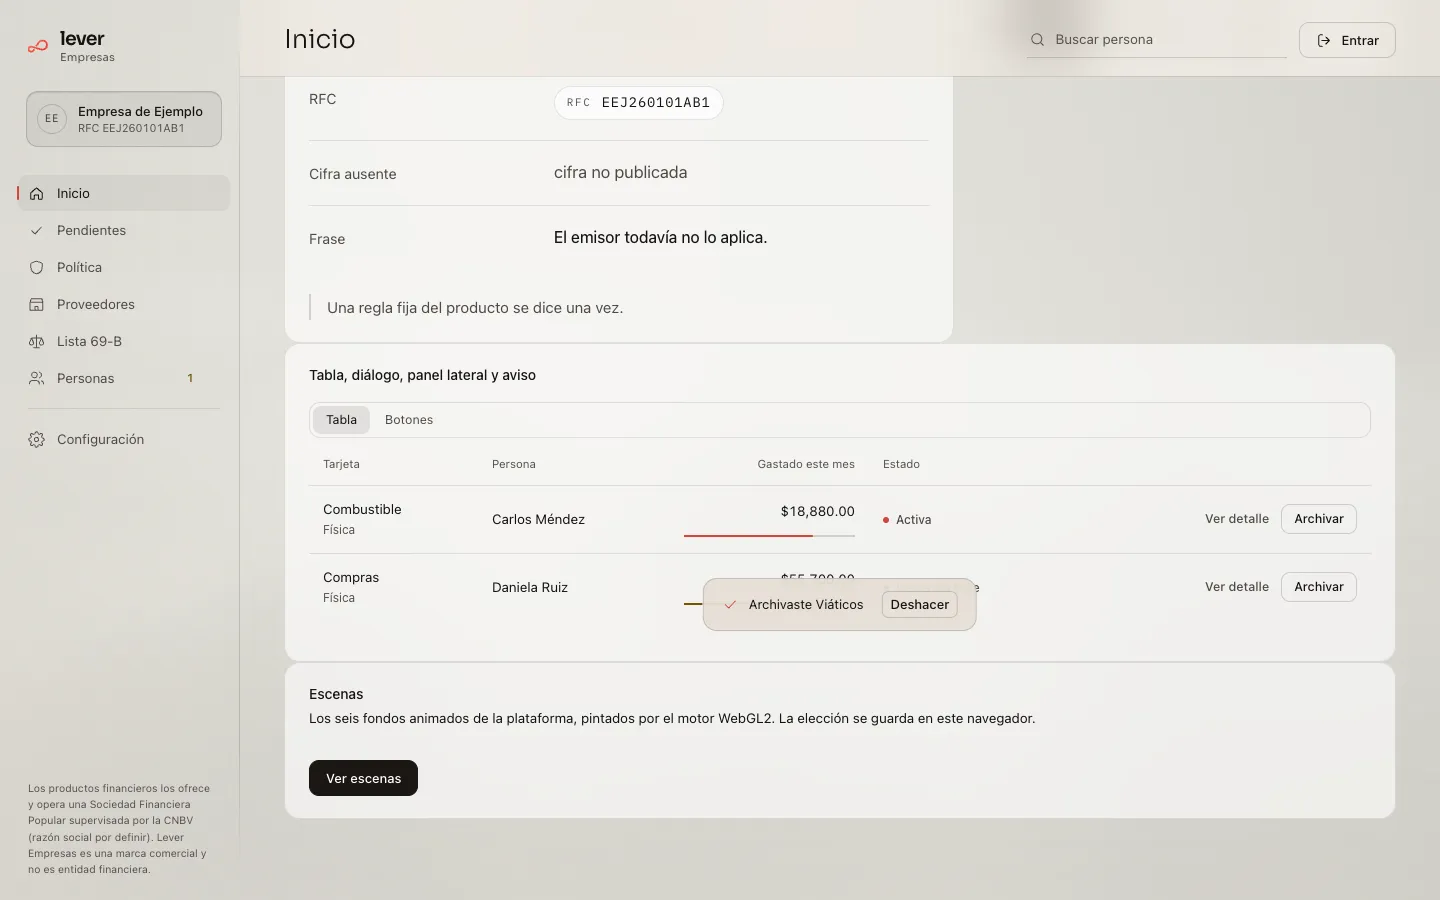 lever
Empresas
EE
Empresa de Ejemplo
RFC EEJ260101AB1
Inicio
Pendientes
Política
Proveedores
Lista 69-B
Personas 1
Configuración
Los productos financieros los ofrece
y opera una Sociedad Financiera
Popular supervisada por la CNBV
(razón social por definir). Lever
Empresas es una marca comercial y
no es entidad financiera.
Inicio
Buscar persona
Entrar
RFC
RFC EEJ260101AB1
Cifra ausente
cifra no publicada
Frase
El emisor todavía no lo aplica.
Una regla fija del producto se dice una vez.
Tabla, diálogo, panel lateral y aviso
Tabla Botones
Tarjeta Persona Gastado este mes Estado
Combustible
Física
Carlos Méndez
$18,880.00
Activa
Ver detalle
Archivar
Compras
Física
Daniela Ruiz
Ver detalle
Archivar
Archivaste Viáticos
Deshacer
Escenas
Los seis fondos animados de la plataforma, pintados por el motor WebGL2. La elección se guarda en este navegador.
Ver escenas